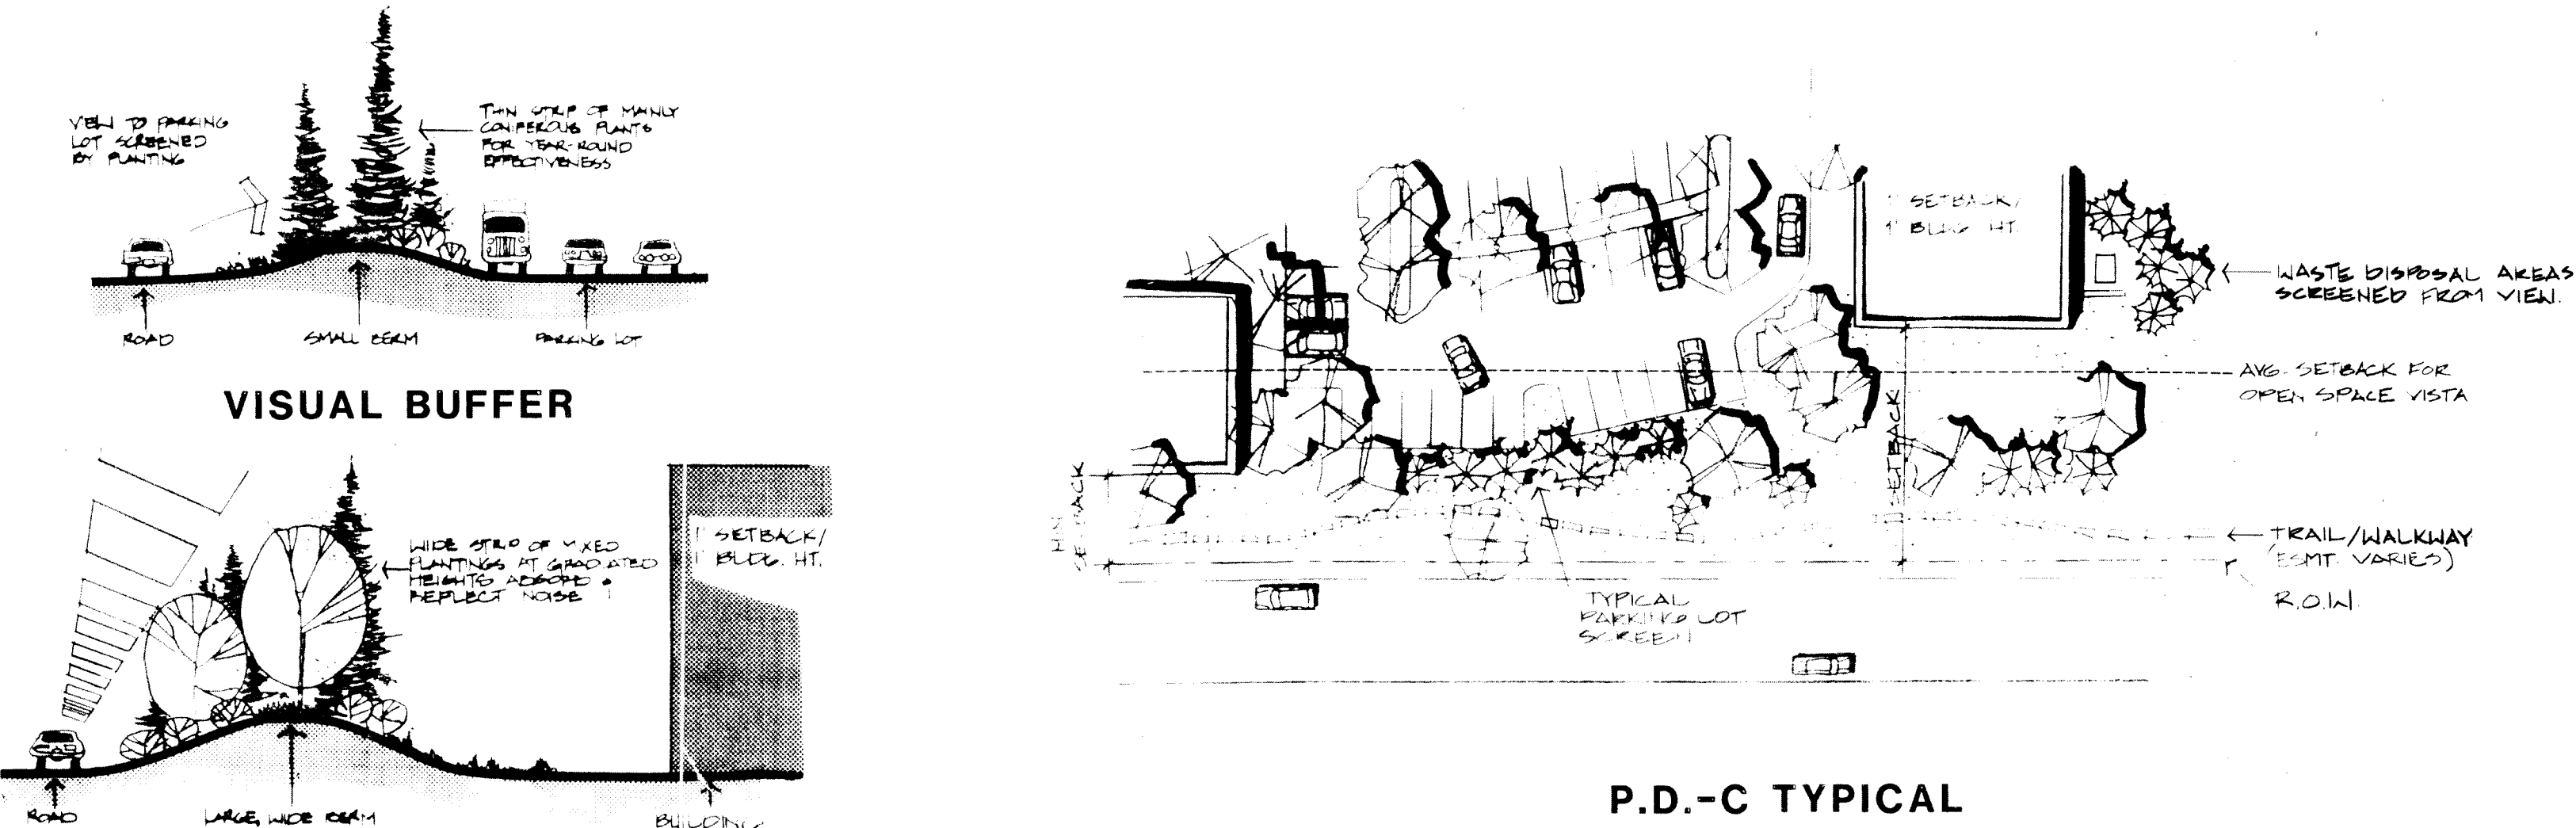 VIEW TO PARKING
LOT SCREENED
BY PLANTING
THIN STRIP OF MAINLY
CONIFEROUS PLANTS
FOR YEAR-ROUND
EFFECTIVENESS
ROAD
SMALL BERM
PARKING LOT
VISUAL BUFFER
WIDE STRIP OF MIXED
PLANTINGS AT GRADUATED
HEIGHTS ABSORB &
REFLECT NOISE
1' SETBACK/
1' BLDG. HT.
ROAD
LARGE, WIDE BERM
BUILDING
1' SETBACK/
1' BLDG. HT.
WASTE DISPOSAL AREAS
SCREENED FROM VIEW.
AVG. SETBACK FOR
OPEN SPACE VISTA
SETBACK
MIN
SETBACK
TRAIL/WALKWAY
(ESMT. VARIES)
R.O.W.
TYPICAL
PARKING LOT
SCREEN
P.D.-C TYPICAL